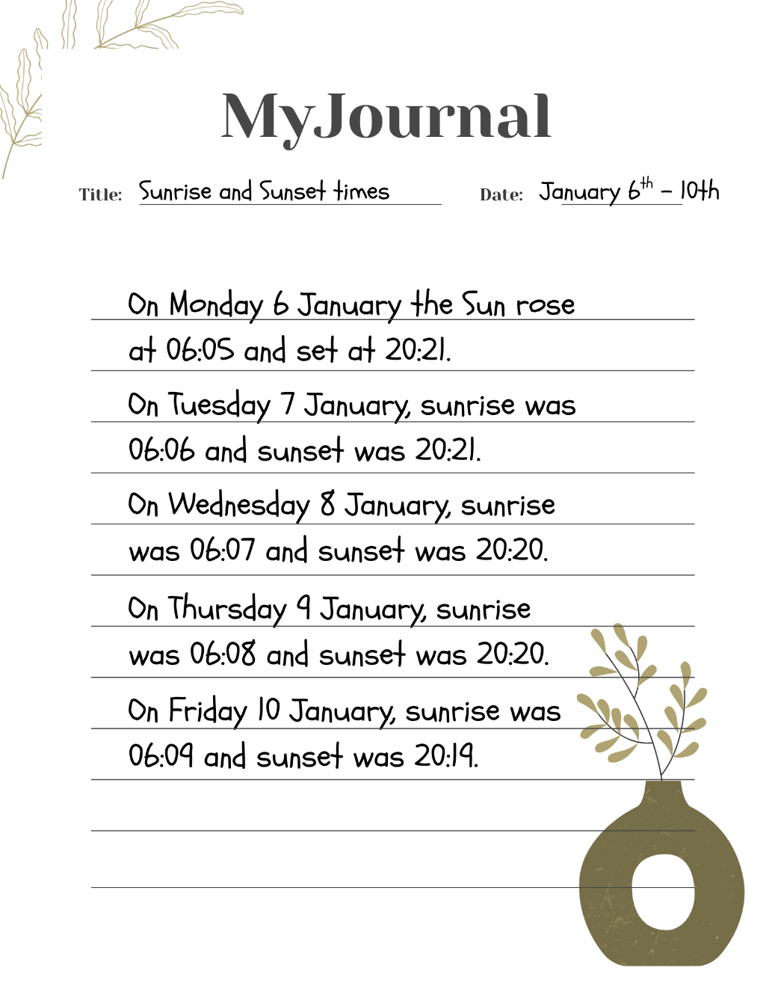 MyJournal
Title: Sunrise and Sunset times Date: January 6th - 10th
On Monday 6 January the Sun rose
at 06:05 and set at 20:21.
On Tuesday 7 January, sunrise was
06:06 and sunset was 20:21.
On Wednesday 8 January, sunrise
was 06:07 and sunset was 20:20.
On Thursday 9 January, sunrise
was 06:08 and sunset was 20:20.
On Friday 10 January, sunrise was
06:09 and sunset was 20:19.